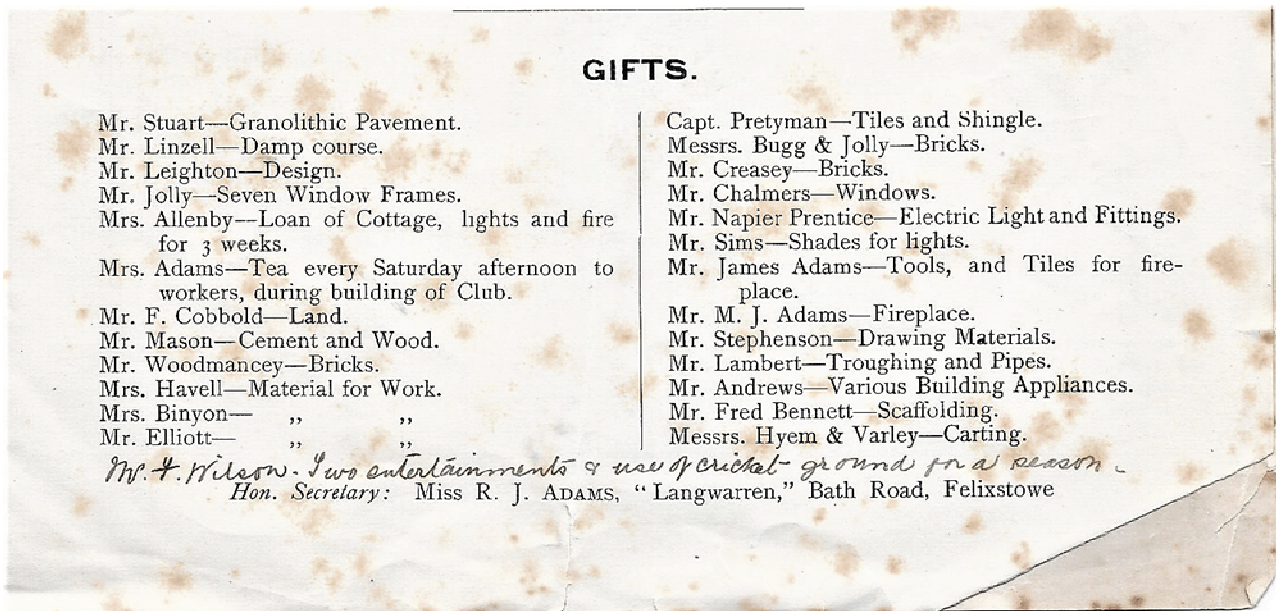 GIFTS.
Mr. Stuart—Granolithic Pavement.
Mr. Linzell—Damp course.
Mr. Leighton—Design.
Mr. Jolly—Seven Window Frames.
Mrs. Allenby—Loan of Cottage, lights and fire
for 3 weeks.
Mrs. Adams—Tea every Saturday afternoon to
workers, during building of Club.
Mr. F. Cobbold—Land.
Mr. Mason—Cement and Wood.
Mr. Woodmancey—Bricks.
Mrs. Havell—Material for Work.
Mrs. Binyon— „ „
Mr. Elliott— „ „
Capt. Pretyman—Tiles and Shingle.
Messrs. Bugg & Jolly—Bricks.
Mr. Creasey—Bricks.
Mr. Chalmers—Windows.
Mr. Napier Prentice—Electric Light and Fittings.
Mr. Sims—Shades for lights.
Mr. James Adams—Tools, and Tiles for fire-
place.
Mr. M. J. Adams—Fireplace.
Mr. Stephenson—Drawing Materials.
Mr. Lambert—Troughing and Pipes.
Mr. Andrews—Various Building Appliances.
Mr. Fred Bennett—Scaffolding.
Messrs. Hyem & Varley—Carting.
Mr. F. Wilson. Two entertainments & use of cricket ground for a season.
Hon. Secretary: Miss R. J. ADAMS, "Langwarren," Bath Road, Felixstowe